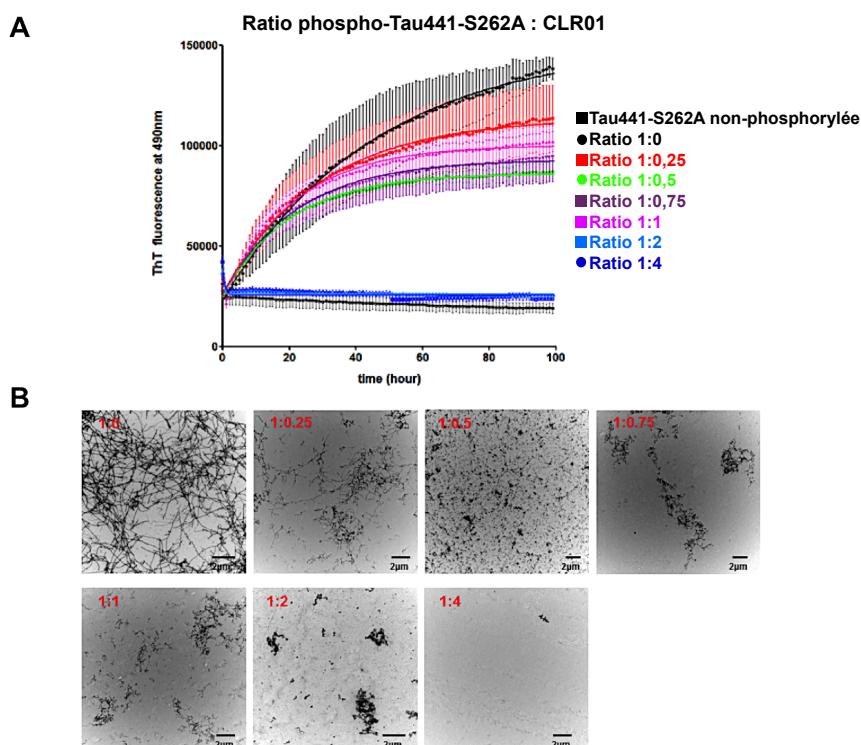 A
Ratio phospho-Tau441-S262A : CLR01
150000
100000
50000
0
ThT fluorescence at 490nm
0 20 40 60 80 100
time (hour)
Tau441-S262A non-phosphorylée
Ratio 1:0
Ratio 1:0,25
Ratio 1:0,5
Ratio 1:0,75
Ratio 1:1
Ratio 1:2
Ratio 1:4
B
1:0 1:0.25 1:0.5 1:0.75
2µm 2µm 2µm 2µm
1:1 1:2 1:4
2µm 2µm 2µm